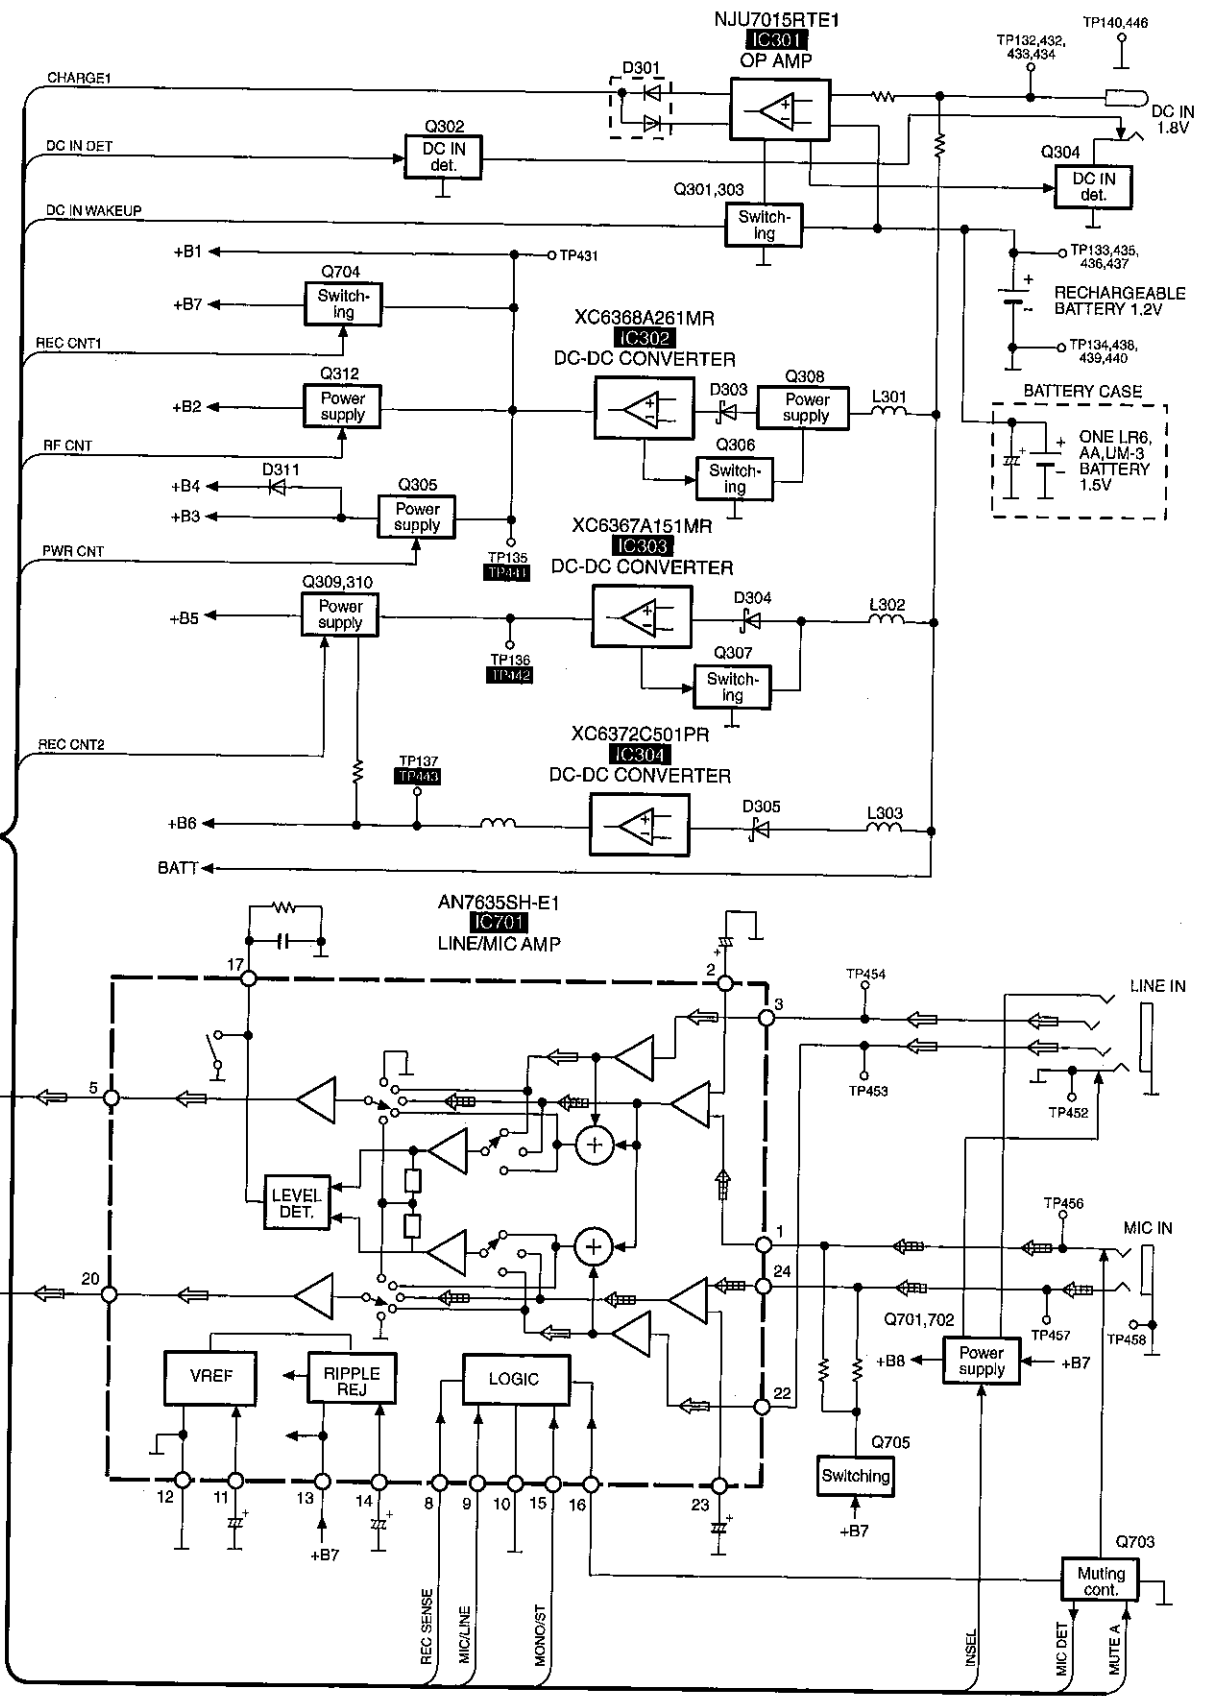 NJU7015RTE1
IC301
OP AMP
TP140,446
TP132,432,
433,434
D301
CHARGE1
DC IN
1.8V
Q302
DC IN
det.
DC IN DET
Q304
DC IN
det.
Q301,303
Switch-
ing
DC IN WAKEUP
+B1
TP431
TP133,435,
436,437
Q704
Switch-
ing
+B7
+
-
RECHARGEABLE
BATTERY 1.2V
XC6368A261MR
IC302
DC-DC CONVERTER
REC CNT1
TP134,438,
439,440
Q312
Power
supply
+B2
+
-
D303
Q308
Power
supply
L301
BATTERY CASE
RF CNT
Q306
Switch-
ing
+
+
-
ONE LR6,
AA,UM-3
BATTERY
1.5V
D311
+B4
Q305
Power
supply
+B3
XC6367A151MR
IC303
DC-DC CONVERTER
PWR CNT
TP135
TP441
Q309,310
Power
supply
+B5
+
-
D304
L302
TP136
TP442
Q307
Switch-
ing
XC6372C501PR
IC304
DC-DC CONVERTER
REC CNT2
TP137
TP443
+B6
+
-
D305
L303
BATT
AN7635SH-E1
IC701
LINE/MIC AMP
17
2
+
3
TP454
LINE IN
5
TP453
TP452
+
LEVEL
DET.
TP456
1
MIC IN
+
20
24
Q701,702
TP457
TP458
VREF
RIPPLE
REJ
LOGIC
+B8
Power
supply
+B7
22
Q705
Switching
+B7
12
11
13
14
8
9
10
15
16
23
+
+
+
+B7
Q703
Muting
cont.
REC SENSE
MIC/LINE
MONO/ST
INSEL
MIC DET
MUTE A